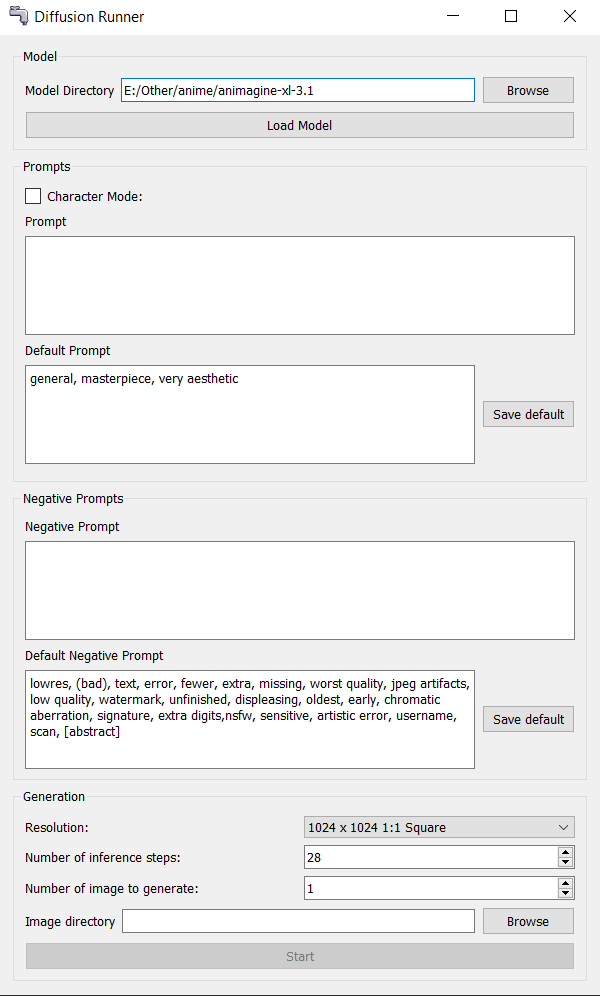 Diffusion Runner
Model
Model Directory E:/Other/anime/animagine-xl-3.1 Browse
Load Model
Prompts
Character Mode:
Prompt
Default Prompt
general, masterpiece, very aesthetic
Save default
Negative Prompts
Negative Prompt
Default Negative Prompt
lowres, (bad), text, error, fewer, extra, missing, worst quality, jpeg artifacts,
low quality, watermark, unfinished, displeasing, oldest, early, chromatic
aberration, signature, extra digits,nsfw, sensitive, artistic error, username,
scan, [abstract]
Save default
Generation
Resolution: 1024 x 1024 1:1 Square
Number of inference steps: 28
Number of image to generate: 1
Image directory Browse
Start